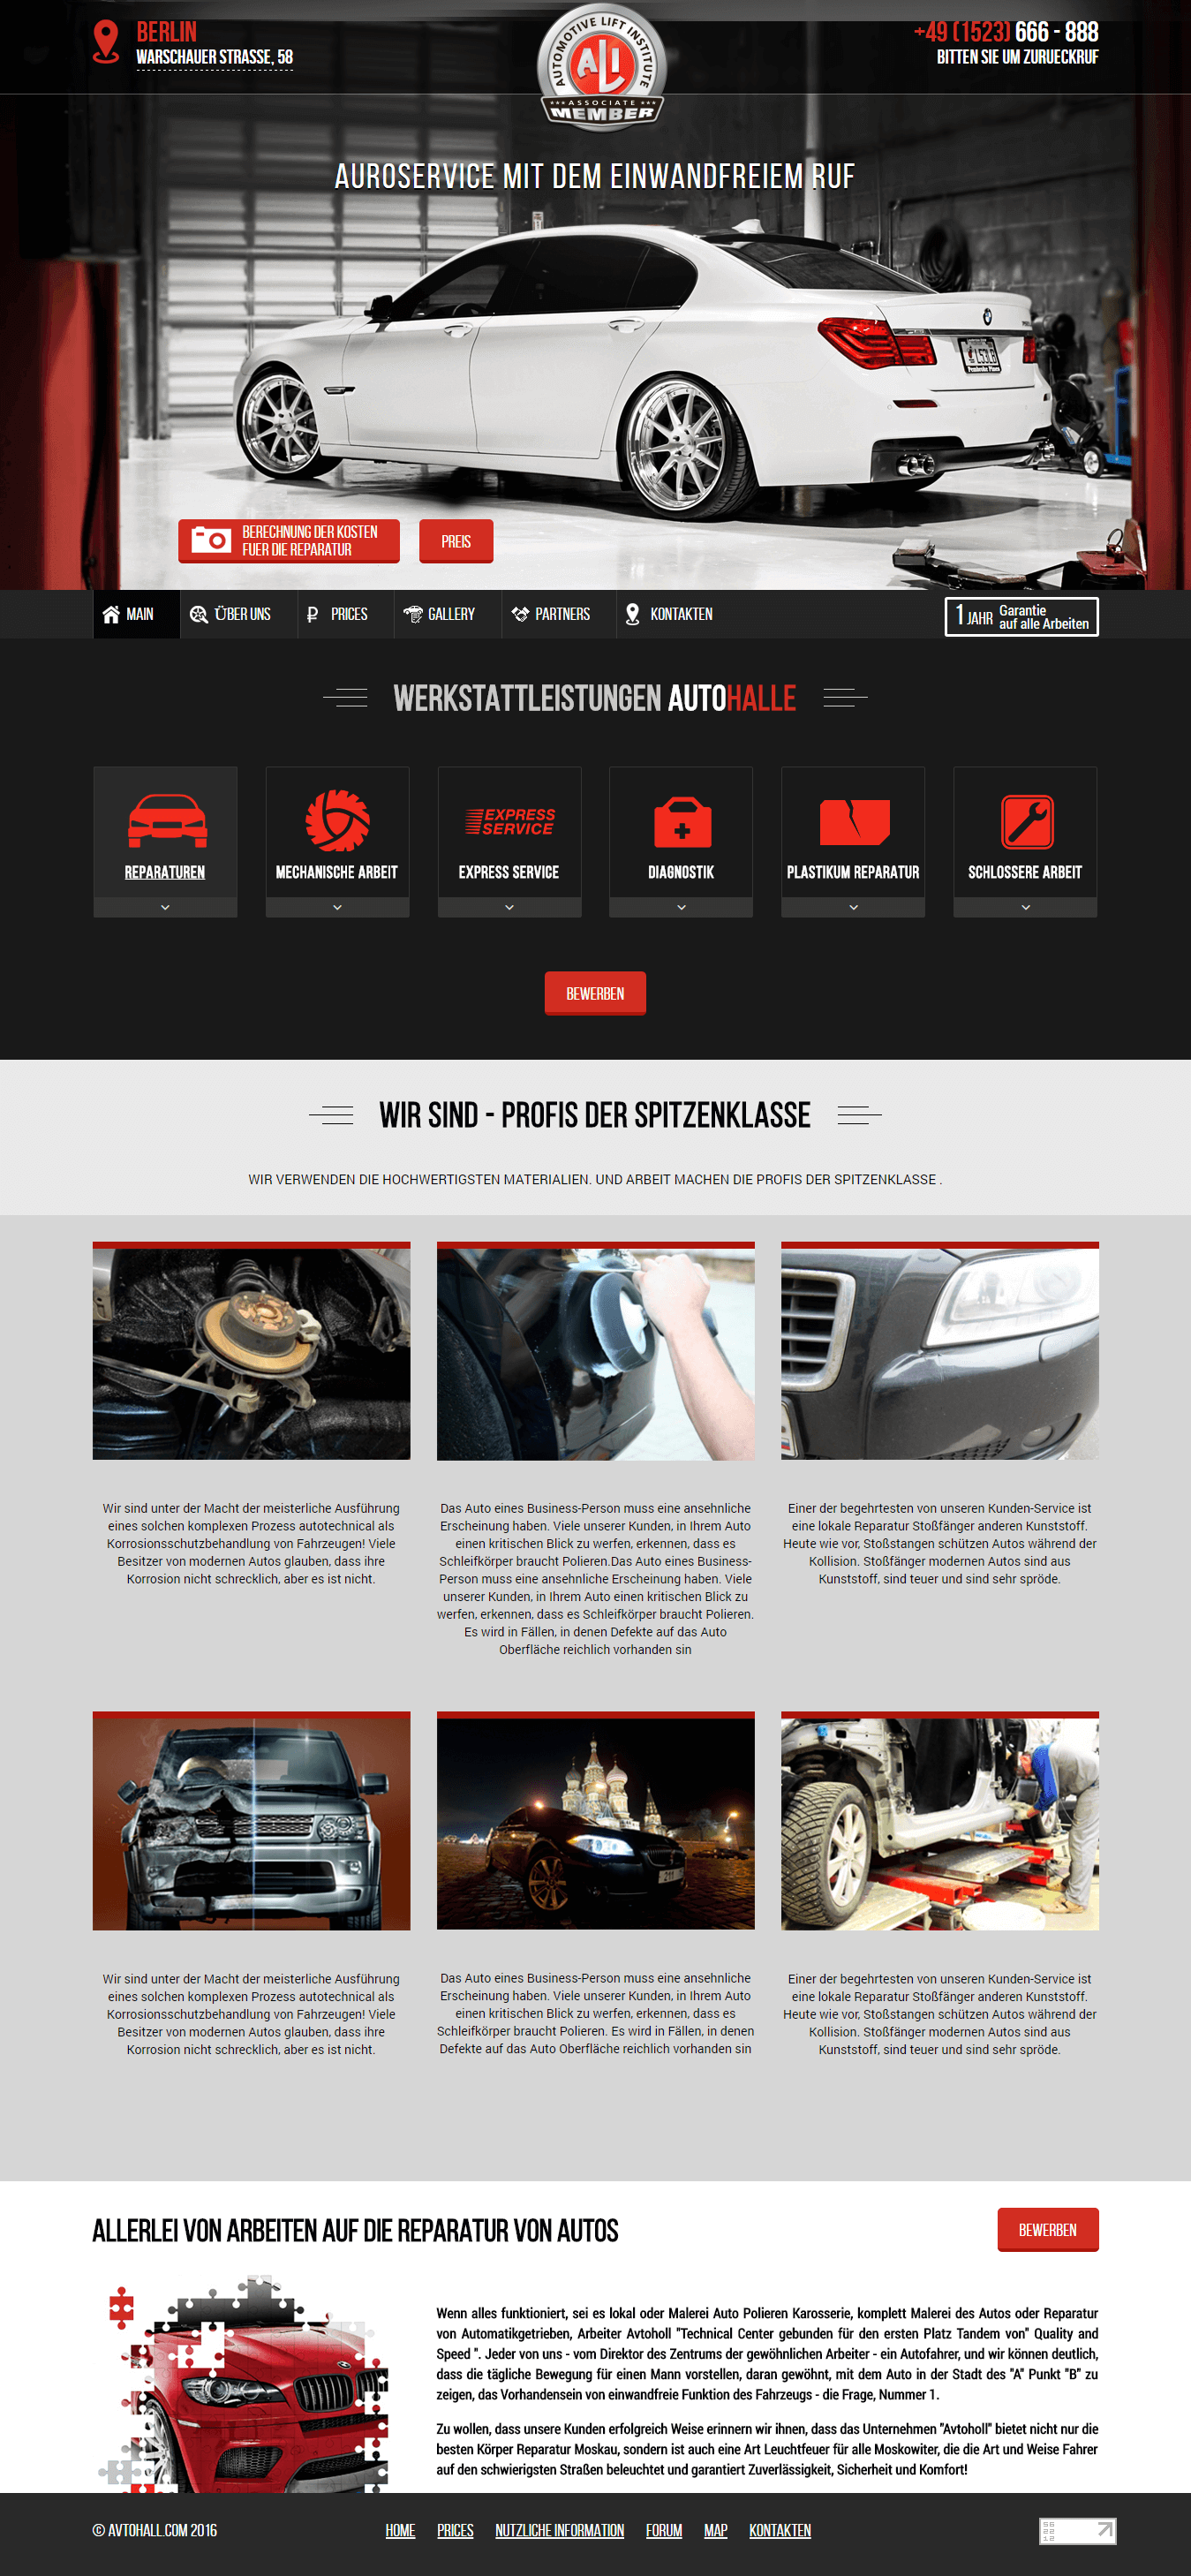 BERLIN
WARSCHAUER STRASSE, 58
AUTOMOTIVE LIFT INSTITUTE
ALI
ASSOCIATE
MEMBER
+49 (1523) 666 - 888
BITTEN SIE UM ZURUECKRUF
AUROSERVICE MIT DEM EINWANDFREIEM RUF
BERECHNUNG DER KOSTEN
FUER DIE REPARATUR
PREIS
MAIN
ÜBER UNS
PRICES
GALLERY
PARTNERS
KONTAKTEN
1 JAHR Garantie
auf alle Arbeiten
WERKSTATTLEISTUNGEN AUTOHALLE
EXPRESS
SERVICE
REPARATUREN
MECHANISCHE ARBEIT
EXPRESS SERVICE
DIAGNOSTIK
PLASTIKUM REPARATUR
SCHLOSSERE ARBEIT
BEWERBEN
WIR SIND - PROFIS DER SPITZENKLASSE
WIR VERWENDEN DIE HOCHWERTIGSTEN MATERIALIEN. UND ARBEIT MACHEN DIE PROFIS DER SPITZENKLASSE .
Wir sind unter der Macht der meisterliche Ausführung
eines solchen komplexen Prozess autotechnical als
Korrosionsschutzbehandlung von Fahrzeugen! Viele
Besitzer von modernen Autos glauben, dass ihre
Korrosion nicht schrecklich, aber es ist nicht.
Das Auto eines Business-Person muss eine ansehnliche
Erscheinung haben. Viele unserer Kunden, in Ihrem Auto
einen kritischen Blick zu werfen, erkennen, dass es
Schleifkörper braucht Polieren.Das Auto eines Business-
Person muss eine ansehnliche Erscheinung haben. Viele
unserer Kunden, in Ihrem Auto einen kritischen Blick zu
werfen, erkennen, dass es Schleifkörper braucht Polieren.
Es wird in Fällen, in denen Defekte auf das Auto
Oberfläche reichlich vorhanden sin
Einer der begehrtesten von unseren Kunden-Service ist
eine lokale Reparatur Stoßfänger anderen Kunststoff.
Heute wie vor, Stoßstangen schützen Autos während der
Kollision. Stoßfänger modernen Autos sind aus
Kunststoff, sind teuer und sind sehr spröde.
Wir sind unter der Macht der meisterliche Ausführung
eines solchen komplexen Prozess autotechnical als
Korrosionsschutzbehandlung von Fahrzeugen! Viele
Besitzer von modernen Autos glauben, dass ihre
Korrosion nicht schrecklich, aber es ist nicht.
Das Auto eines Business-Person muss eine ansehnliche
Erscheinung haben. Viele unserer Kunden, in Ihrem Auto
einen kritischen Blick zu werfen, erkennen, dass es
Schleifkörper braucht Polieren. Es wird in Fällen, in denen
Defekte auf das Auto Oberfläche reichlich vorhanden sin
Einer der begehrtesten von unseren Kunden-Service ist
eine lokale Reparatur Stoßfänger anderen Kunststoff.
Heute wie vor, Stoßstangen schützen Autos während der
Kollision. Stoßfänger modernen Autos sind aus
Kunststoff, sind teuer und sind sehr spröde.
ALLERLEI VON ARBEITEN AUF DIE REPARATUR VON AUTOS
BEWERBEN
Wenn alles funktioniert, sei es lokal oder Malerei Auto Polieren Karosserie, komplett Malerei des Autos oder Reparatur
von Automatikgetrieben, Arbeiter Avtoholl "Technical Center gebunden für den ersten Platz Tandem von" Quality and
Speed ". Jeder von uns - vom Direktor des Zentrums der gewöhnlichen Arbeiter - ein Autofahrer, und wir können deutlich,
dass die tägliche Bewegung für einen Mann vorstellen, daran gewöhnt, mit dem Auto in der Stadt des "A" Punkt "B" zu
zeigen, das Vorhandensein von einwandfreie Funktion des Fahrzeugs - die Frage, Nummer 1.
Zu wollen, dass unsere Kunden erfolgreich Weise erinnern wir ihnen, dass das Unternehmen "Avtoholl" bietet nicht nur die
besten Körper Reparatur Moskau, sondern ist auch eine Art Leuchtfeuer für alle Moskowiter, die die Art und Weise Fahrer
auf den schwierigsten Straßen beleuchtet und garantiert Zuverlässigkeit, Sicherheit und Komfort!
© AVTOHALL.COM 2016
HOME
PRICES
NUTZLICHE INFORMATION
FORUM
MAP
KONTAKTEN
56
22
12